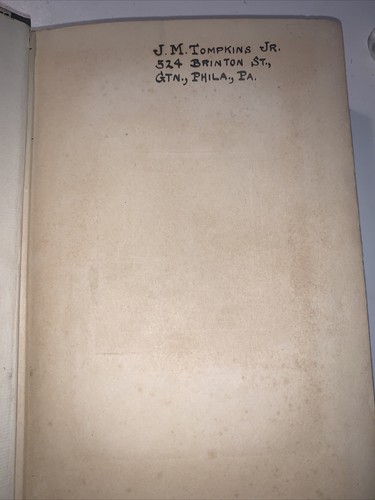 J. M. TOMPKINS JR.
524 BRINTON ST.,
GTN., PHILA., PA.